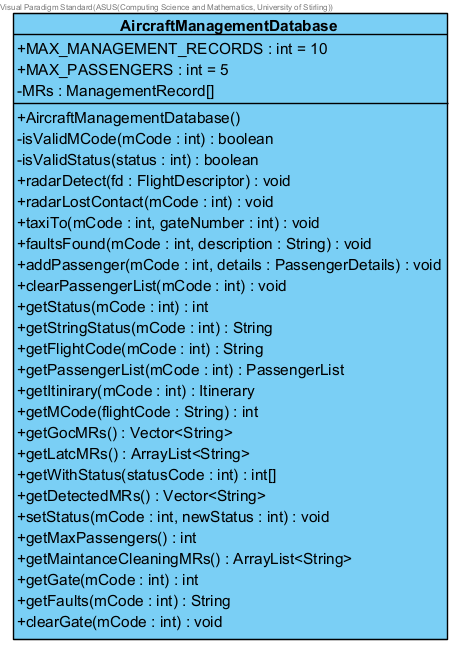 Visual Paradigm Standard(ASUS(Computing Science and Mathematics, University of Stirling))
AircraftManagementDatabase
+MAX_MANAGEMENT_RECORDS : int = 10
+MAX_PASSENGERS : int = 5
-MRs : ManagementRecord[]
+AircraftManagementDatabase()
-isValidMCode(mCode : int) : boolean
-isValidStatus(status : int) : boolean
+radarDetect(fd : FlightDescriptor) : void
+radarLostContact(mCode : int) : void
+taxiTo(mCode : int, gateNumber : int) : void
+faultsFound(mCode : int, description : String) : void
+addPassenger(mCode : int, details : PassengerDetails) : void
+clearPassengerList(mCode : int) : void
+getStatus(mCode : int) : int
+getStringStatus(mCode : int) : String
+getFlightCode(mCode : int) : String
+getPassengerList(mCode : int) : PassengerList
+getItinirary(mCode : int) : Itinerary
+getMCode(flightCode : String) : int
+getGocMRs() : Vector<String>
+getLatcMRs() : ArrayList<String>
+getWithStatus(statusCode : int) : int[]
+getDetectedMRs() : Vector<String>
+setStatus(mCode : int, newStatus : int) : void
+getMaxPassengers() : int
+getMaintanceCleaningMRs() : ArrayList<String>
+getGate(mCode : int) : int
+getFaults(mCode : int) : String
+clearGate(mCode : int) : void